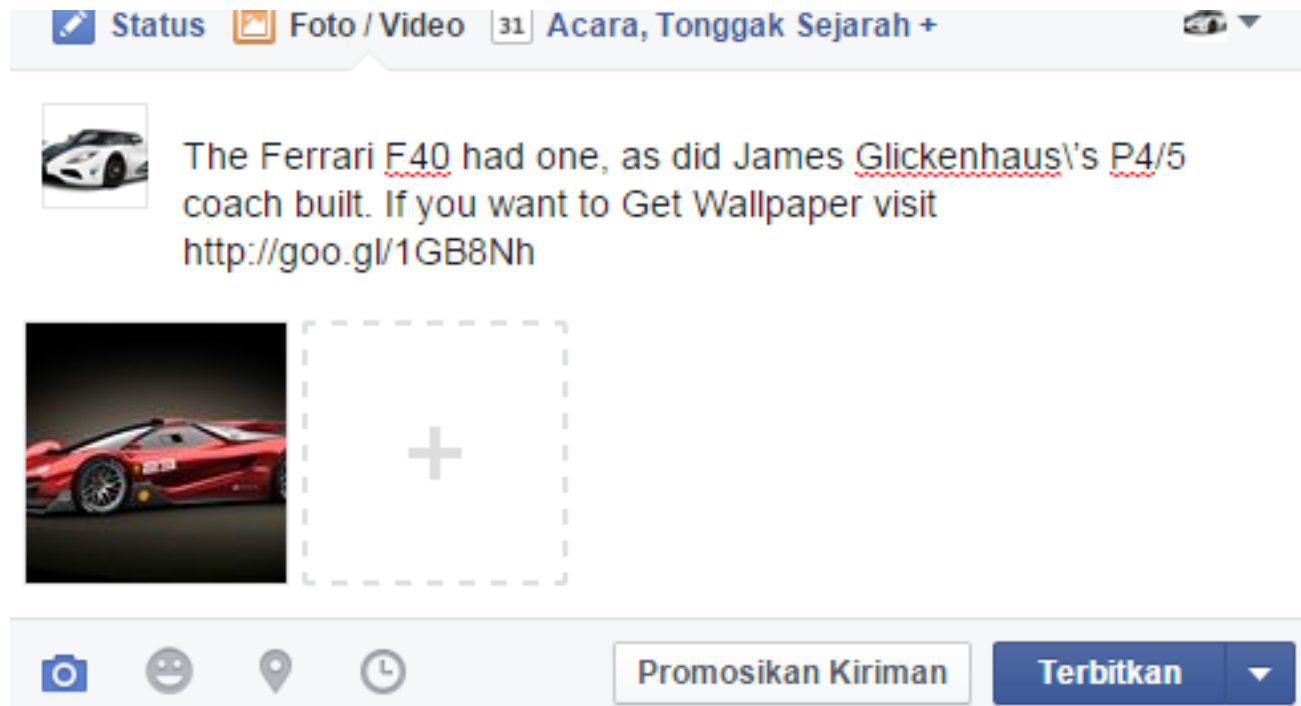 Status Foto / Video 31 Acara, Tonggak Sejarah +
The Ferrari F40 had one, as did James Glickenhaus\'s P4/5
coach built. If you want to Get Wallpaper visit
http://goo.gl/1GB8Nh
Promosikan Kiriman Terbitkan